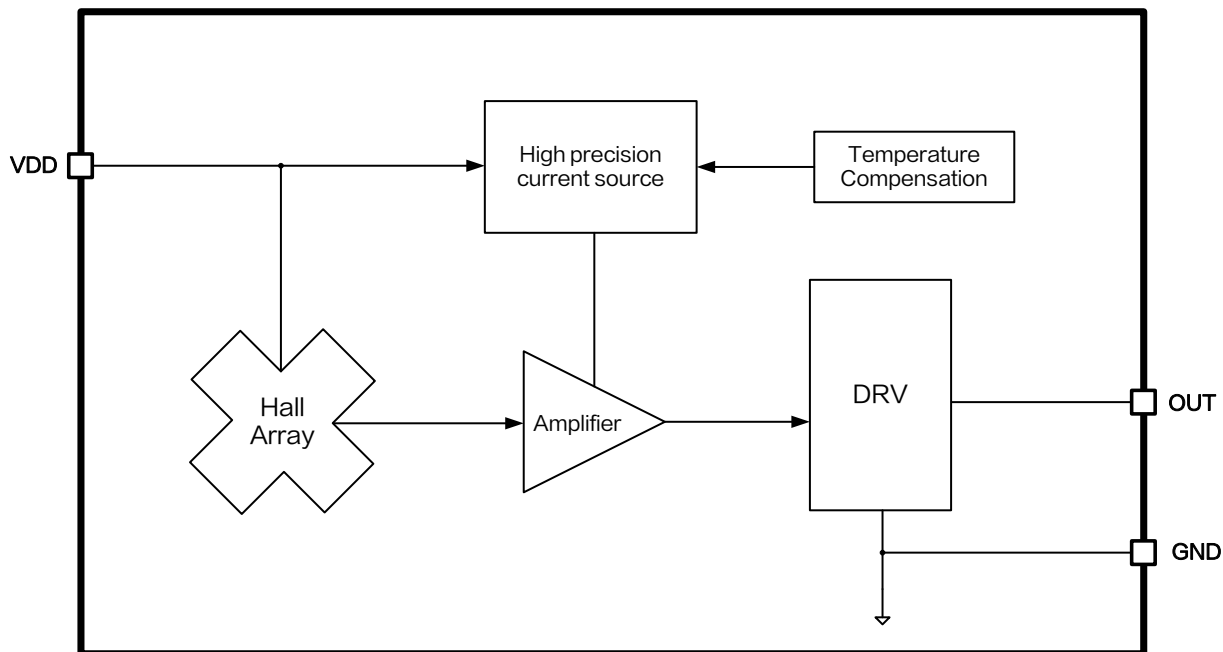 VDD
High precision
current source
Temperature
Compensation
Hall
Array
Amplifier
DRV
OUT
GND